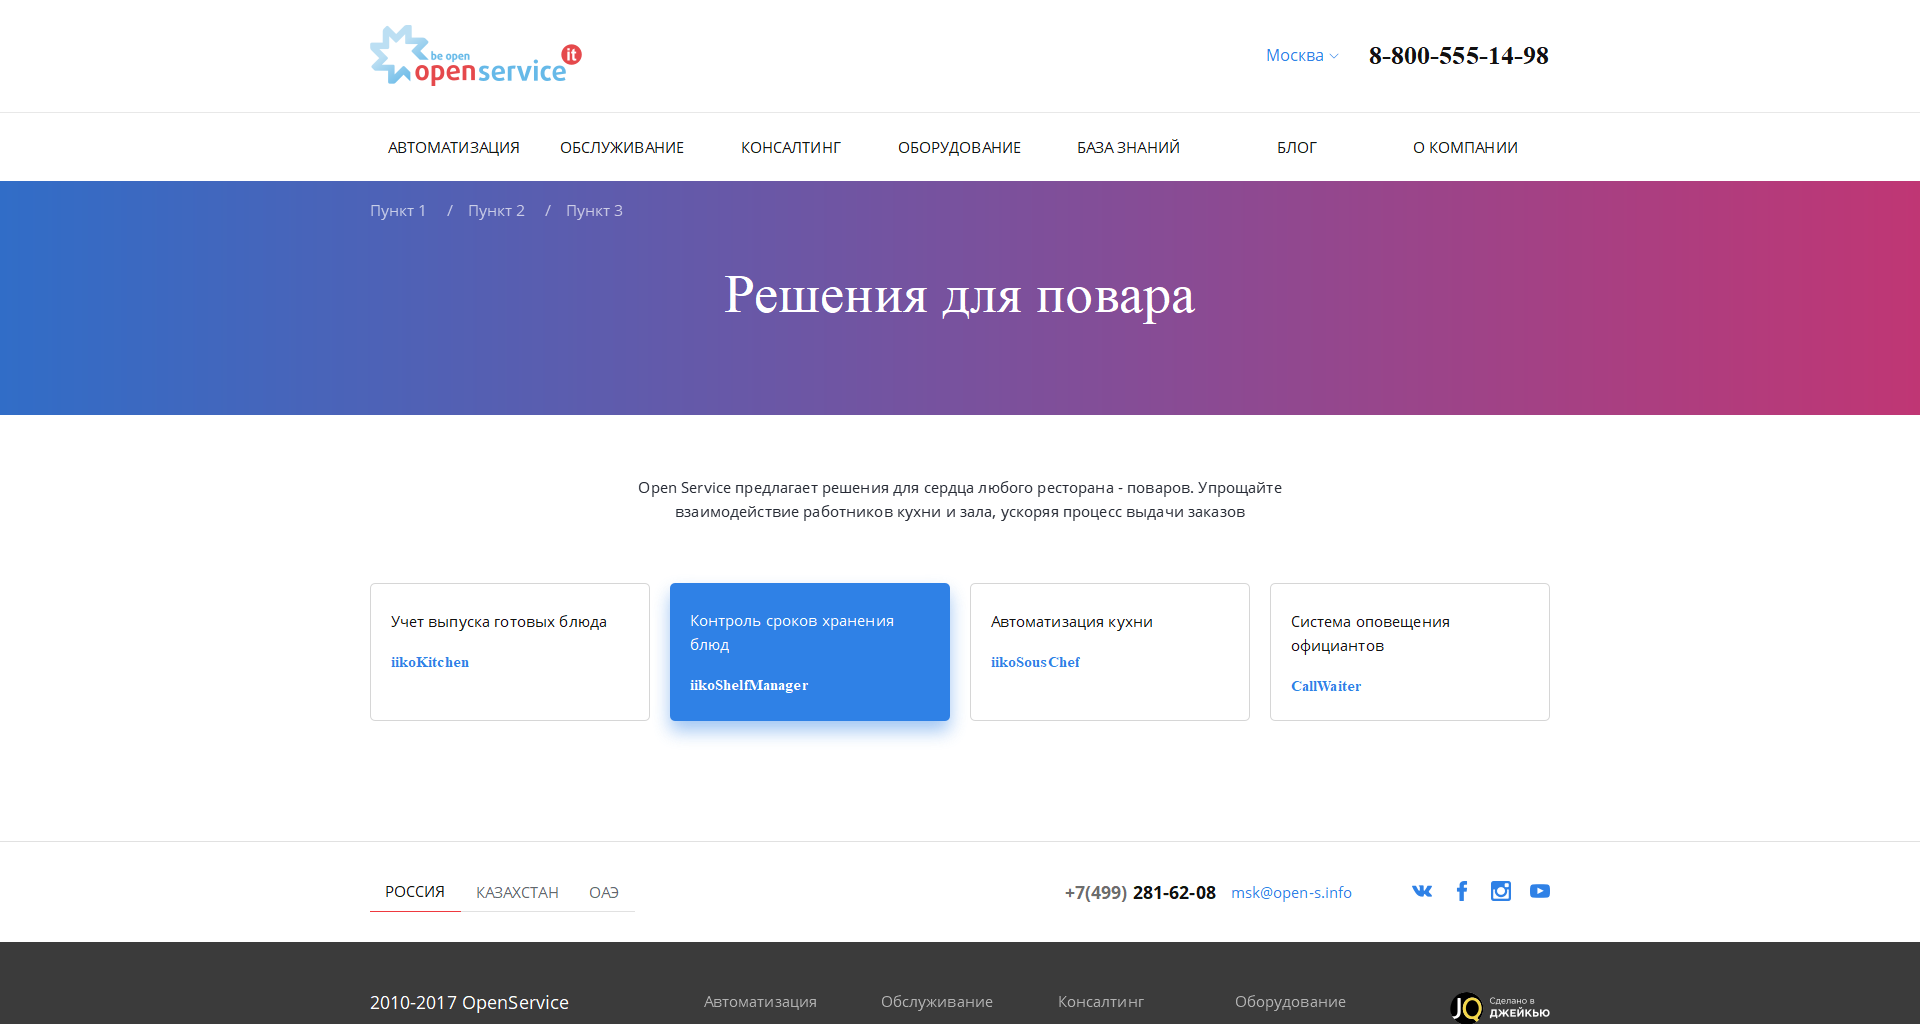 be open
openservice it
Москва
8-800-555-14-98
АВТОМАТИЗАЦИЯ ОБСЛУЖИВАНИЕ КОНСАЛТИНГ ОБОРУДОВАНИЕ БАЗА ЗНАНИЙ БЛОГ О КОМПАНИИ
Пункт 1 / Пункт 2 / Пункт 3
Решения для повара
Open Service предлагает решения для сердца любого ресторана - поваров. Упрощайте
взаимодействие работников кухни и зала, ускоряя процесс выдачи заказов
Учет выпуска готовых блюда
iikoKitchen
Контроль сроков хранения
блюд
iikoShelfManager
Автоматизация кухни
iikoSousChef
Система оповещения
официантов
CallWaiter
РОССИЯ КАЗАХСТАН ОАЭ
+7(499) 281-62-08 msk@open-s.info
2010-2017 OpenService
Автоматизация Обслуживание Консалтинг Оборудование
JQ
Сделано в
ДЖЕЙКЬЮ